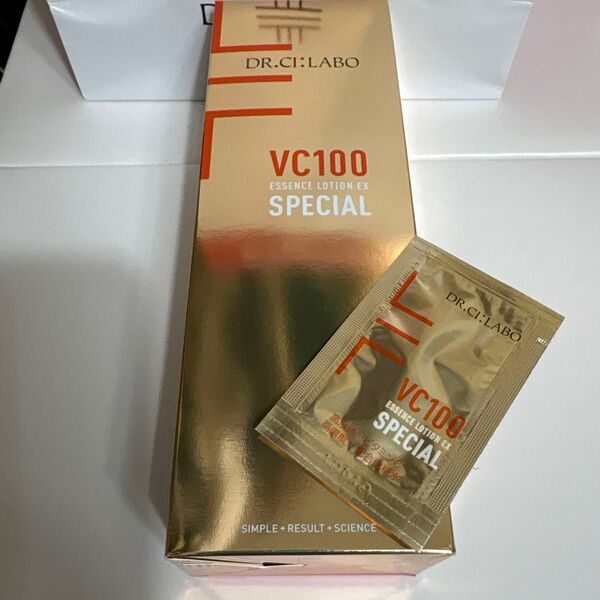 DR.CI:LABO
VC100
ESSENCE LOTION EX
SPECIAL
SIMPLE+RESULT+SCIENCE
DR.CI:LABO
VC100
ESSENCE LOTION EX
SPECIAL